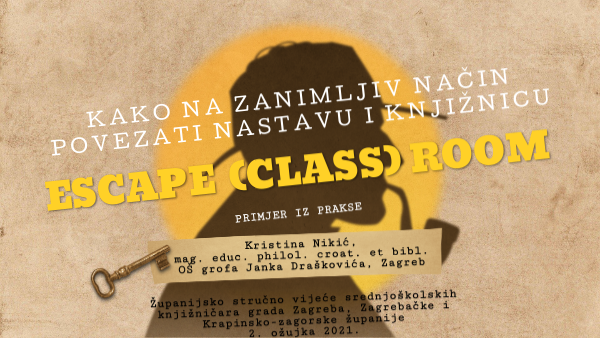 KAKO NA ZANIMLJIV NAČIN
POVEZATI NASTAVU I KNJIŽNICU
ESCAPE (CLASS) ROOM
PRIMJER IZ PRAKSE
Kristina Nikić,
mag. educ. philol. croat. et bibl.
OŠ grofa Janka Draškovića, Zagreb
Županijsko stručno vijeće srednjoškolskih
knjižničara grada Zagreba, Zagrebačke i
Krapinsko-zagorske županije
2. ožujka 2021.